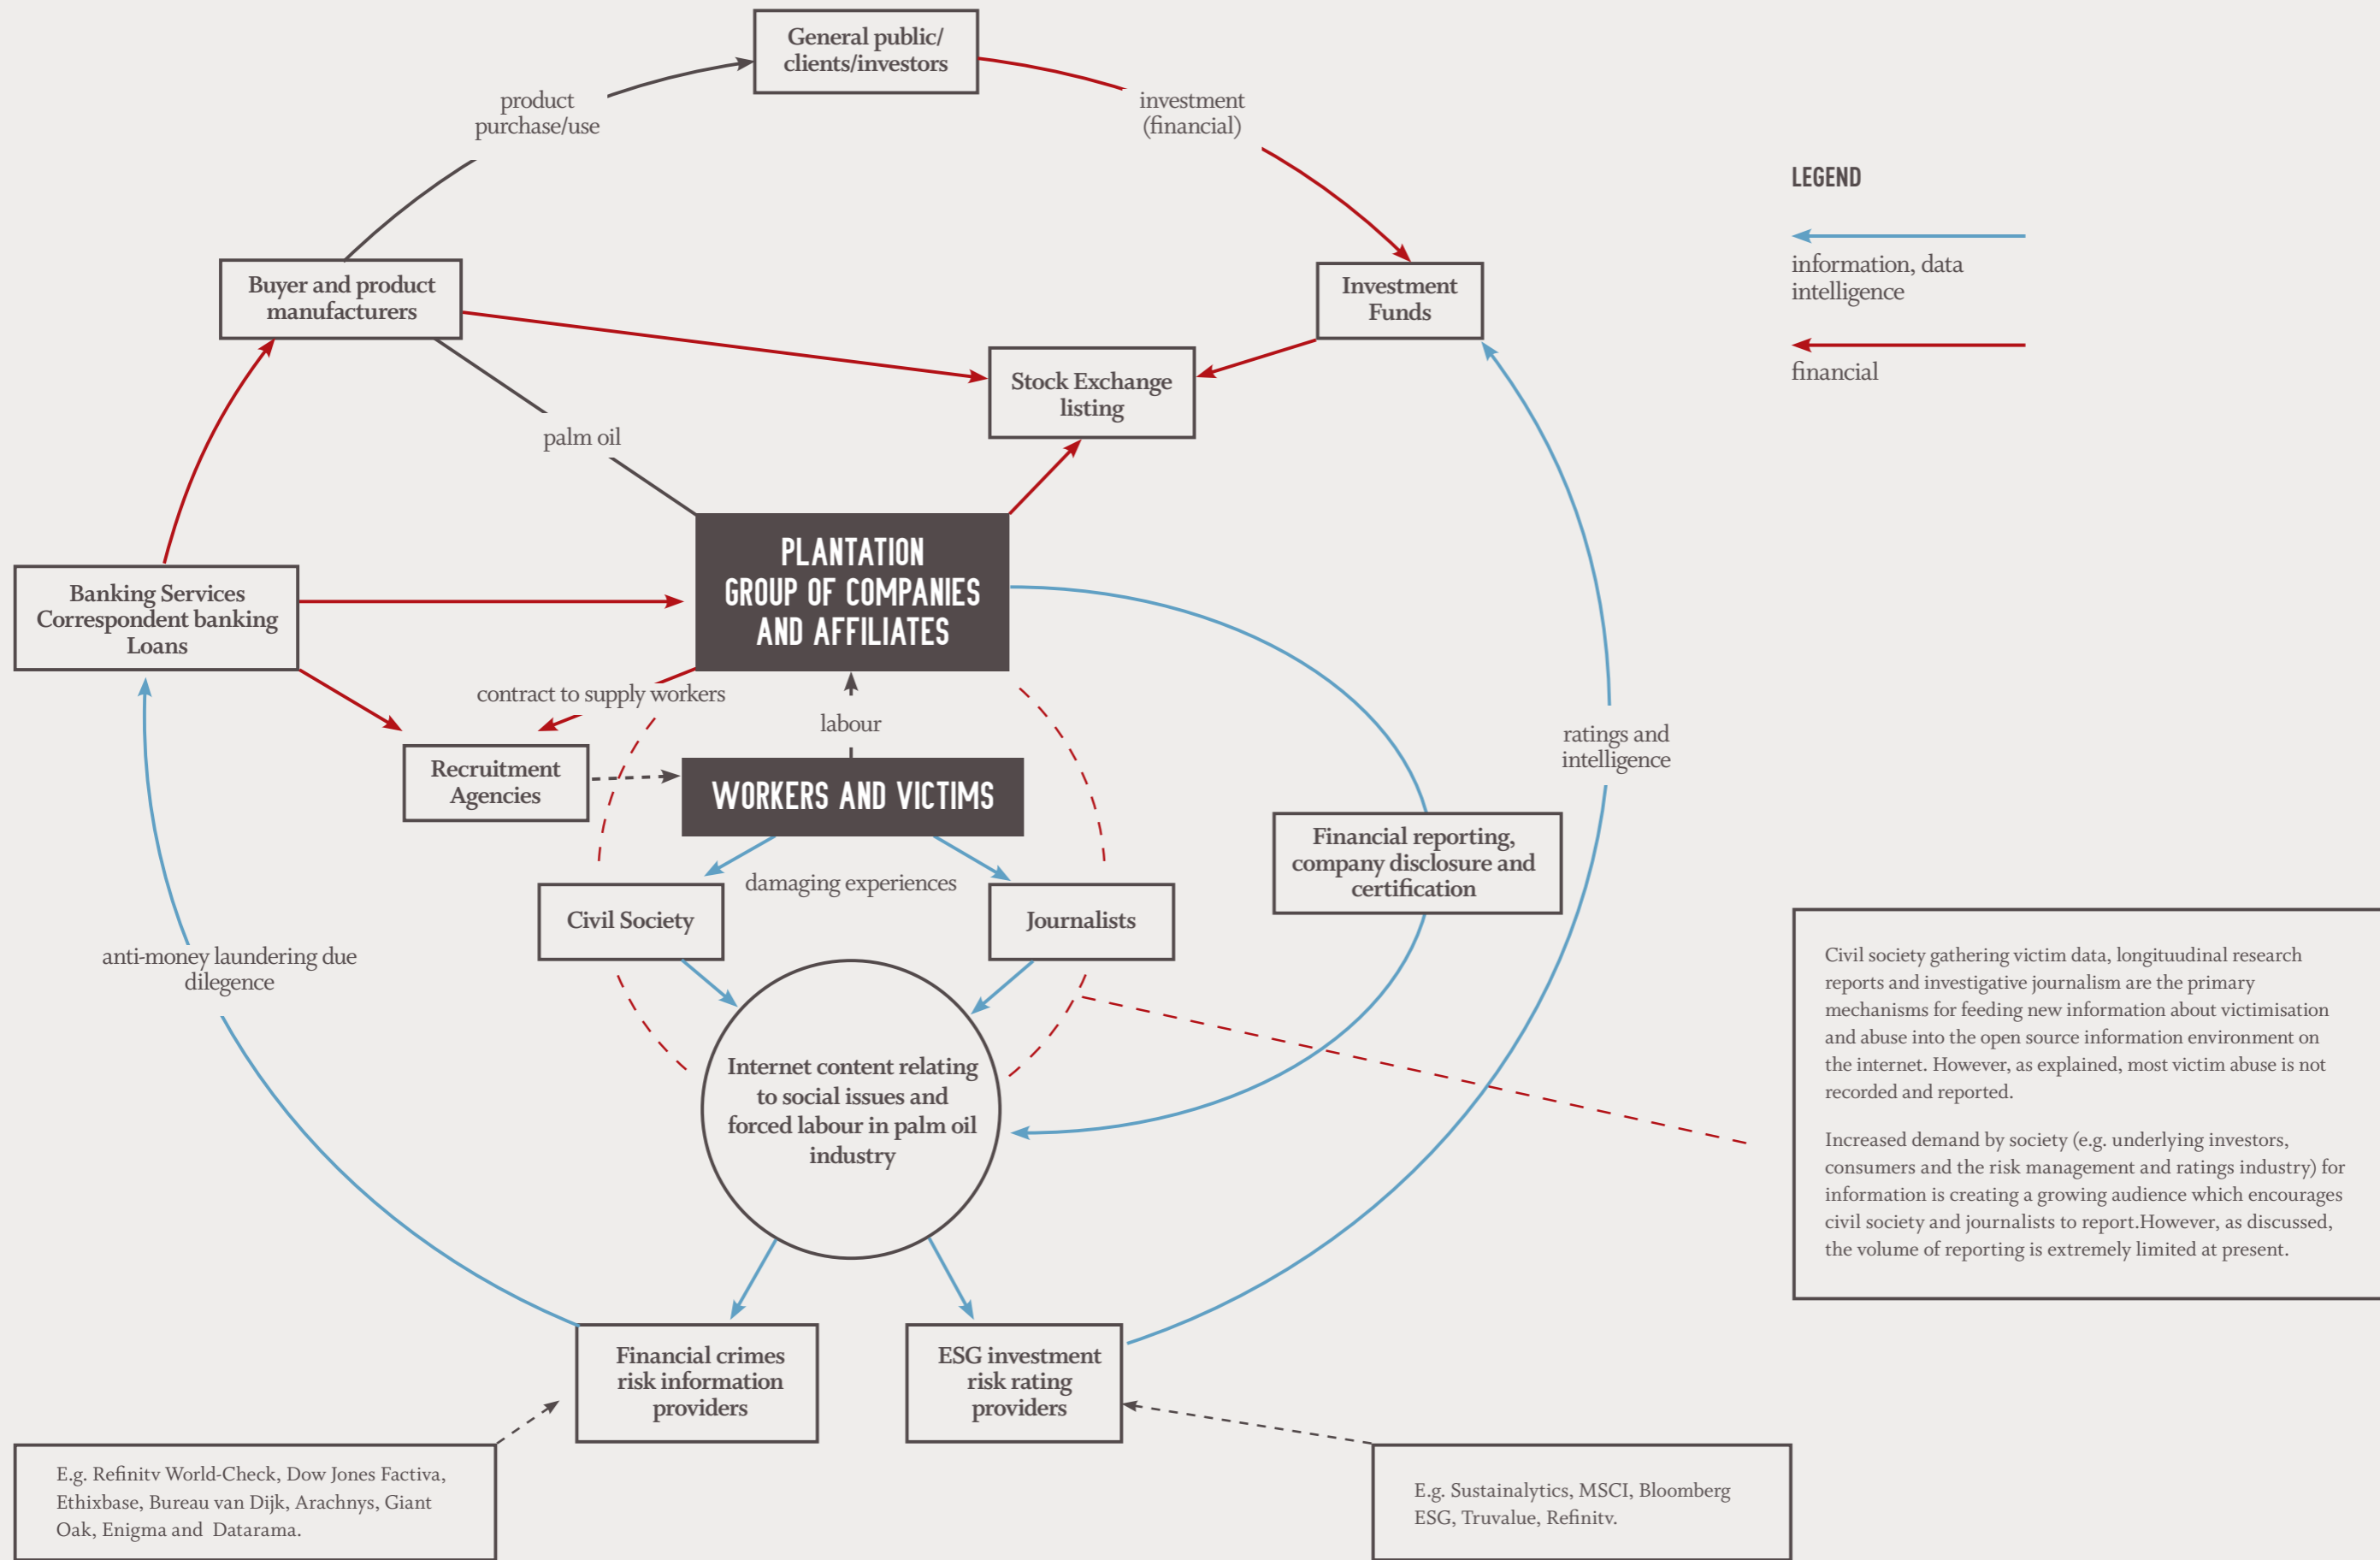 General public/
clients/investors
product
purchase/use
investment
(financial)
LEGEND
information, data
intelligence
financial
Buyer and product
manufacturers
Investment
Funds
Stock Exchange
listing
palm oil
PLANTATION
GROUP OF COMPANIES
AND AFFILIATES
Banking Services
Correspondent banking
Loans
contract to supply workers
labour
ratings and
intelligence
Recruitment
Agencies
WORKERS AND VICTIMS
Financial reporting,
company disclosure and
certification
damaging experiences
Civil Society
Journalists
anti-money laundering due
dilegence
Civil society gathering victim data, longituudinal research
reports and investigative journalism are the primary
mechanisms for feeding new information about victimisation
and abuse into the open source information environment on
the internet. However, as explained, most victim abuse is not
recorded and reported.
Increased demand by society (e.g. underlying investors,
consumers and the risk management and ratings industry) for
information is creating a growing audience which encourages
civil society and journalists to report.However, as discussed,
the volume of reporting is extremely limited at present.
Internet content relating
to social issues and
forced labour in palm oil
industry
Financial crimes
risk information
providers
ESG investment
risk rating
providers
E.g. Refinitv World-Check, Dow Jones Factiva,
Ethixbase, Bureau van Dijk, Arachnys, Giant
Oak, Enigma and  Datarama.
E.g. Sustainalytics, MSCI, Bloomberg
ESG, Truvalue, Refinitv.